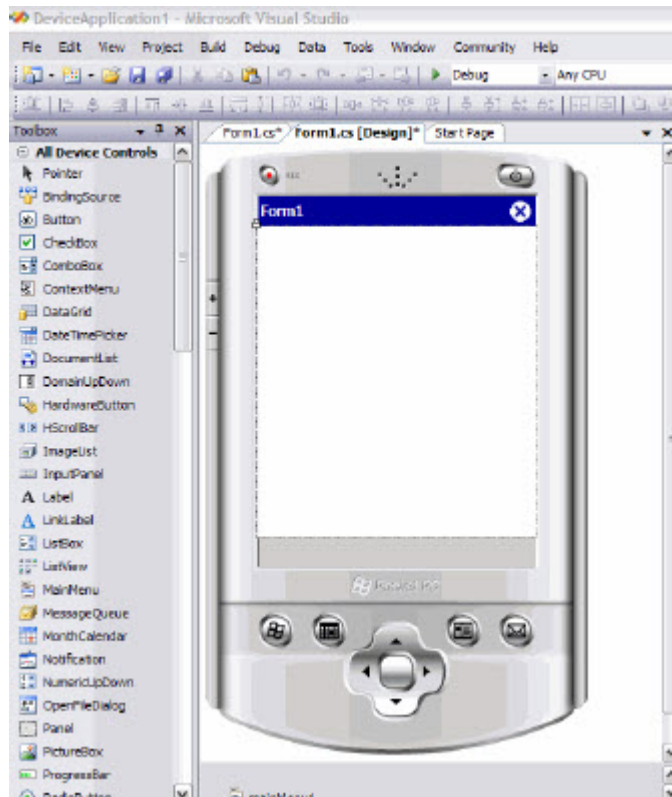 DeviceApplication1 - Microsoft Visual Studio
File Edit View Project Build Debug Data Tools Window Community Help
Debug Any CPU
Toolbox
Form1.cs* Form1.cs [Design]* Start Page
All Device Controls
Pointer
BindingSource
Button
CheckBox
ComboBox
ContextMenu
DataGrid
DateTimePicker
DocumentList
DomainUpDown
HardwareButton
HScrollBar
ImageList
InputPanel
Label
LinkLabel
ListBox
ListView
MainMenu
MessageQueue
MonthCalendar
Notification
NumericUpDown
OpenFileDialog
Panel
PictureBox
ProgressBar
RadioButton
Form1
mainMenu1